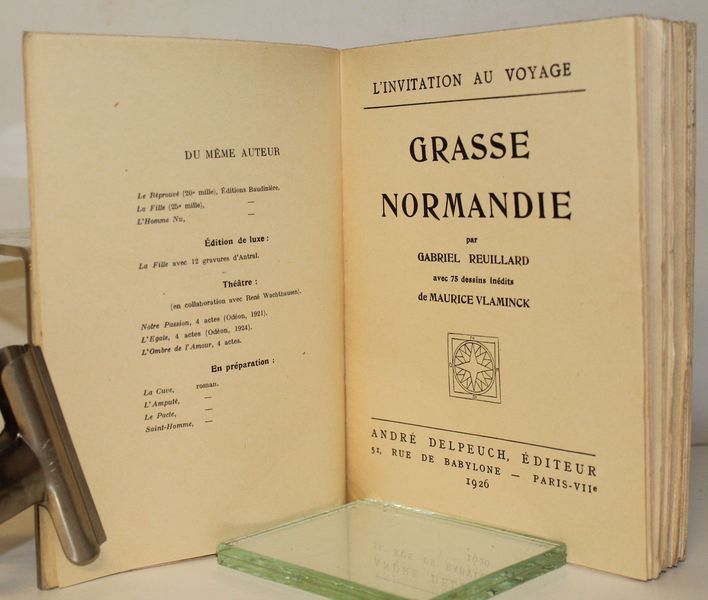 DU MÊME AUTEUR
Le Réprouvé (20e mille), Éditions Baudinière.
La Fille (25e mille), —
L'Homme Nu, —
Édition de luxe :
La Fille avec 12 gravures d'Antral.
Théâtre :
(en collaboration avec René Wachthausen).
Notre Passion, 4 actes (Odéon, 1921).
L'Egale, 4 actes (Odéon, 1924).
L'Ombre de l'Amour, 4 actes.
En préparation :
La Cuve, roman.
L'Amputé, —
Le Pacte, —
Saint-Homme, —
L'INVITATION AU VOYAGE
GRASSE
NORMANDIE
par
GABRIEL REUILLARD
avec 75 dessins inédits
de MAURICE VLAMINCK
ANDRÉ DELPEUCH, ÉDITEUR
51, RUE DE BABYLONE — PARIS-VIIe
1926